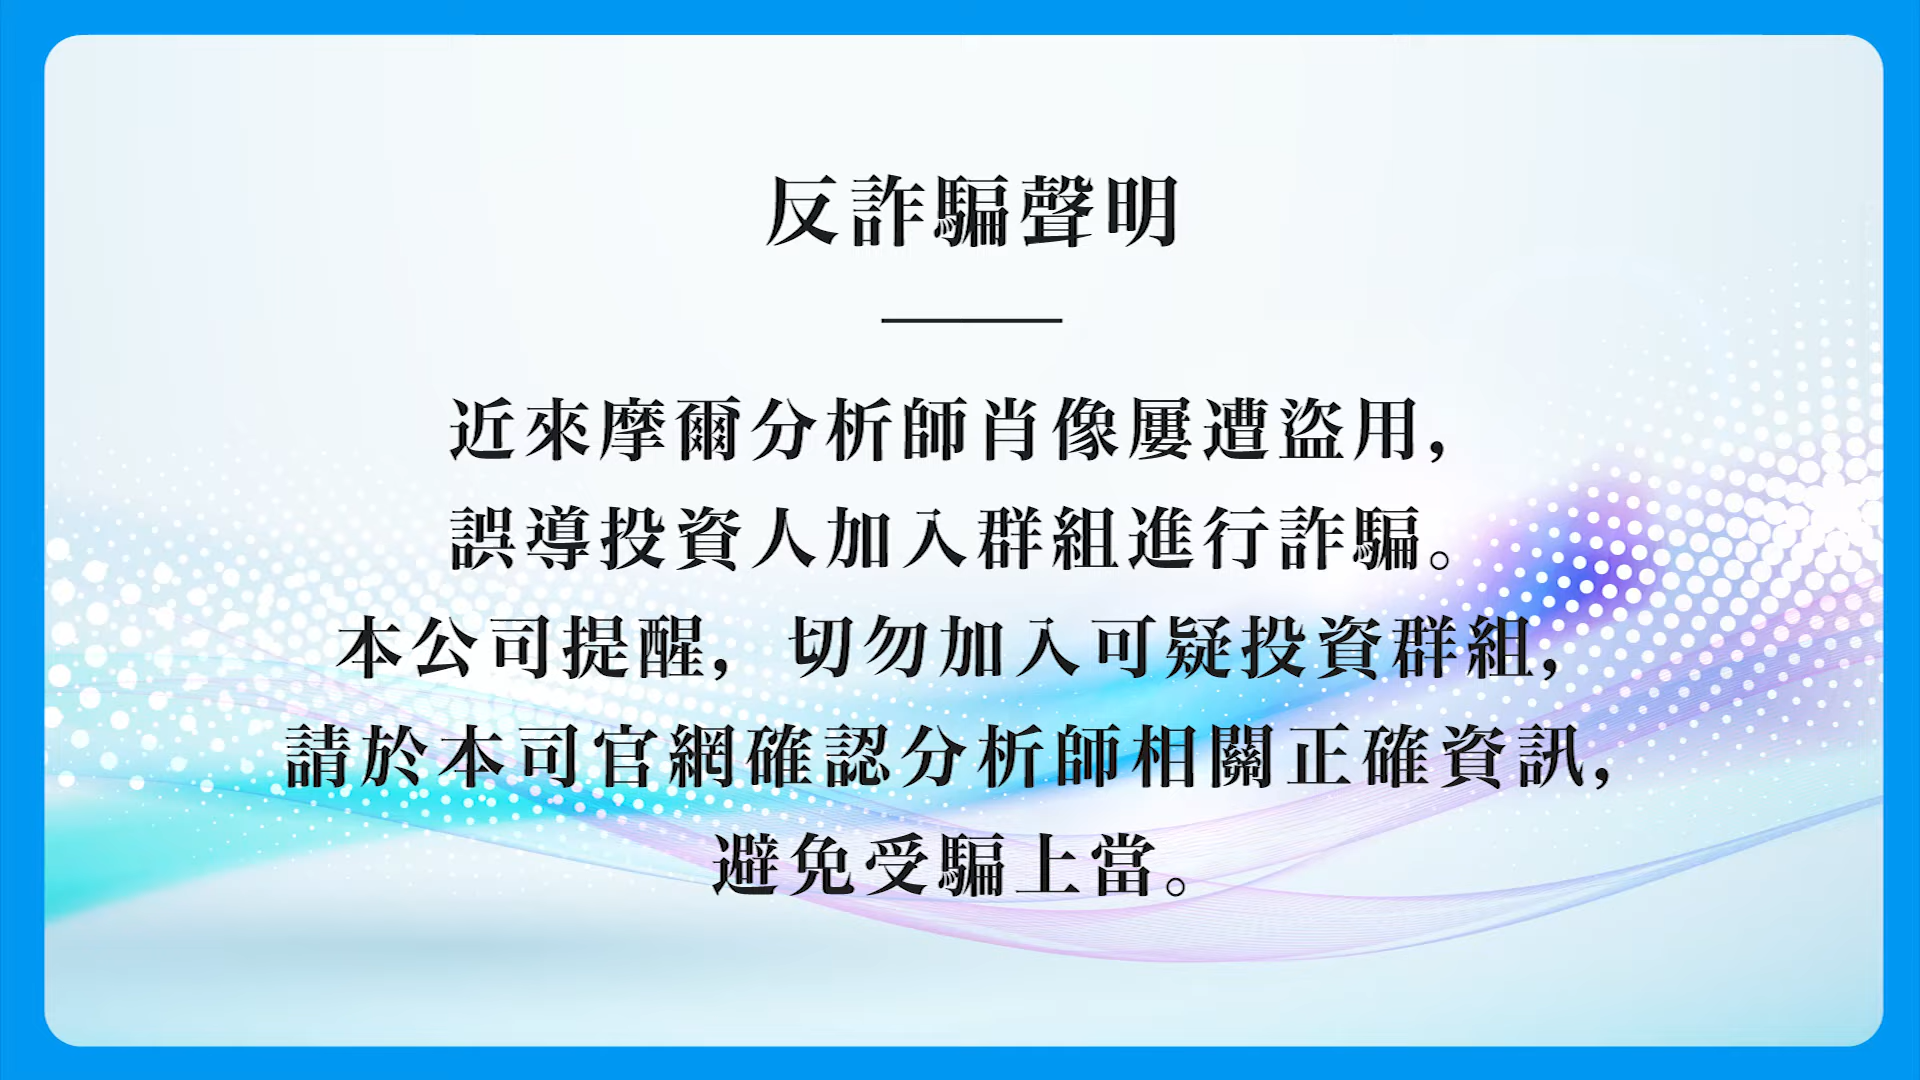 反詐騙聲明
近來摩爾分析師肖像屢遭盜用，
誤導投資人加入群組進行詐騙。
本公司提醒，切勿加入可疑投資群組，
請於本司官網確認分析師相關正確資訊，
避免受騙上當。